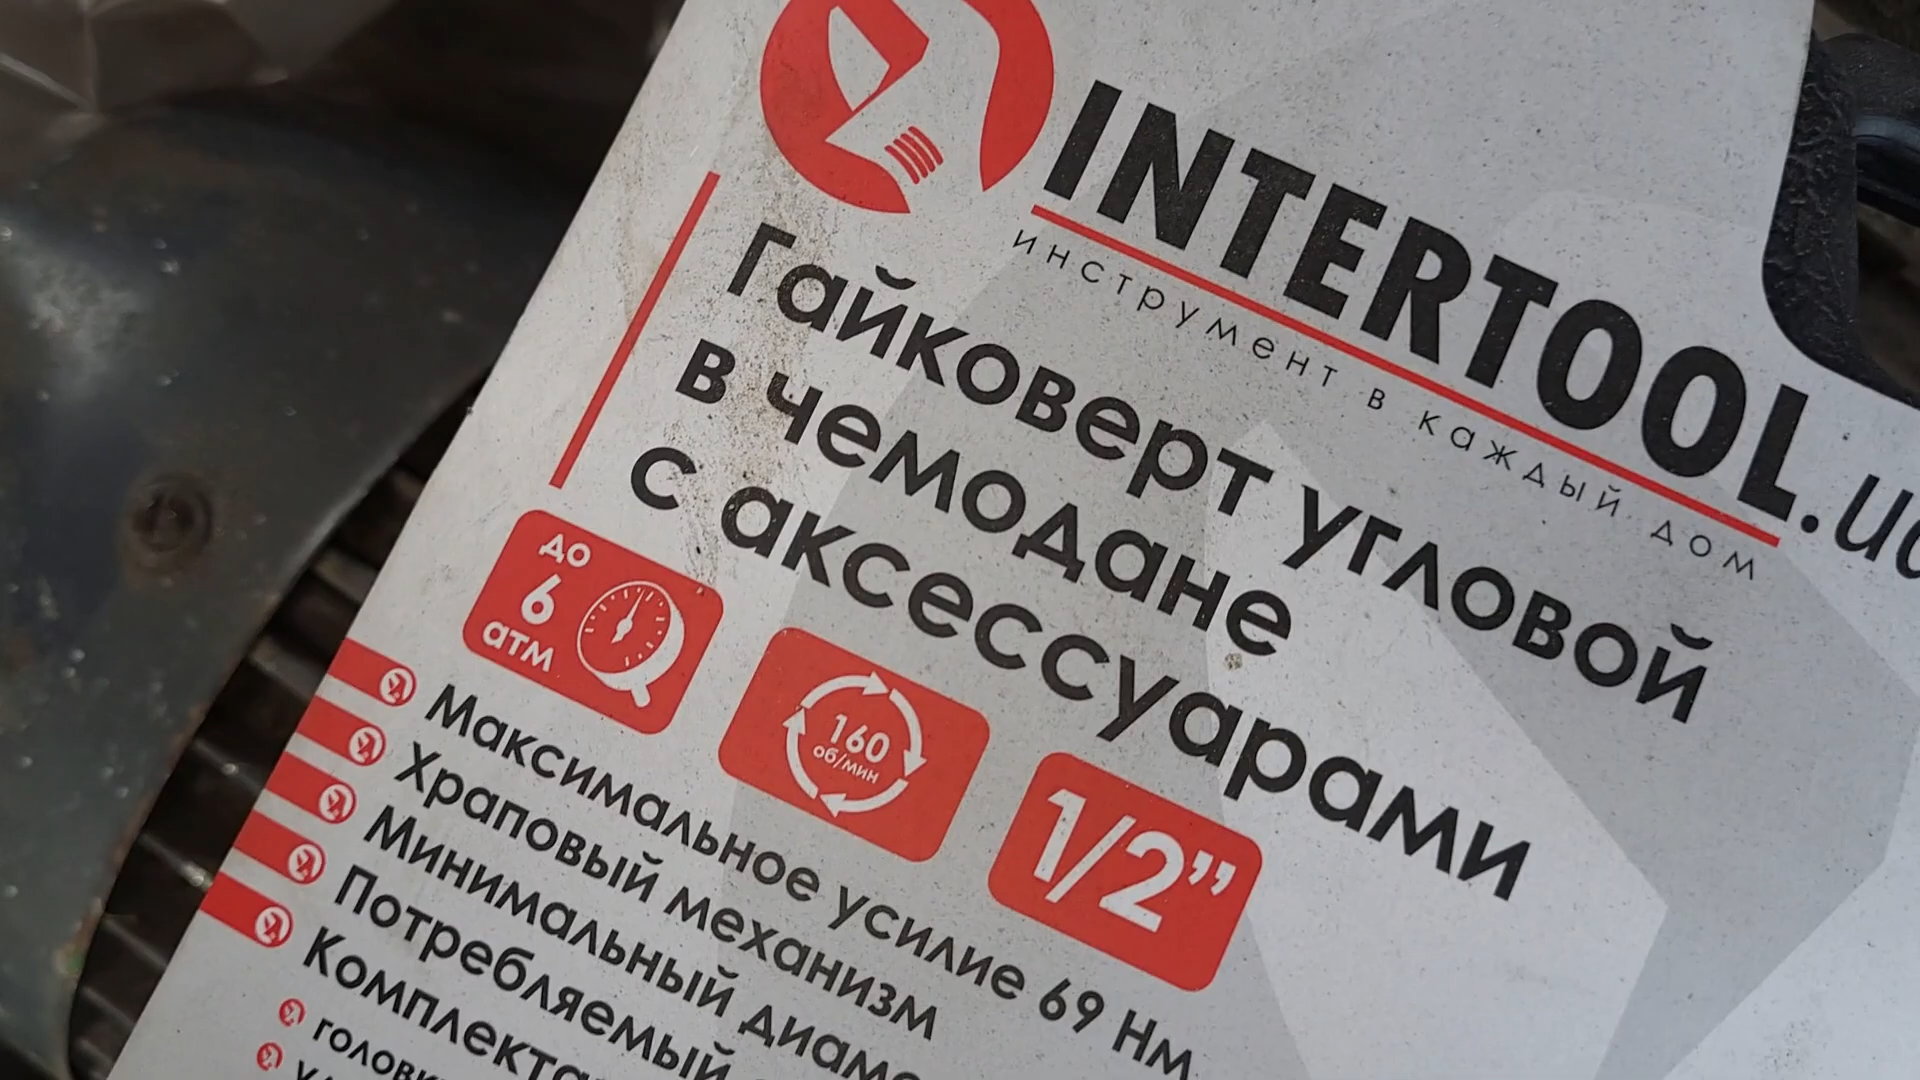 INTERTOOL.ua
инструмент в каждый дом
Гайковерт угловой
в чемодане
с аксессуарами
до
6
атм
160
об/мин
1/2”
Максимальное усилие 69 Нм
Храповый механизм
Минимальный
Потребляемый